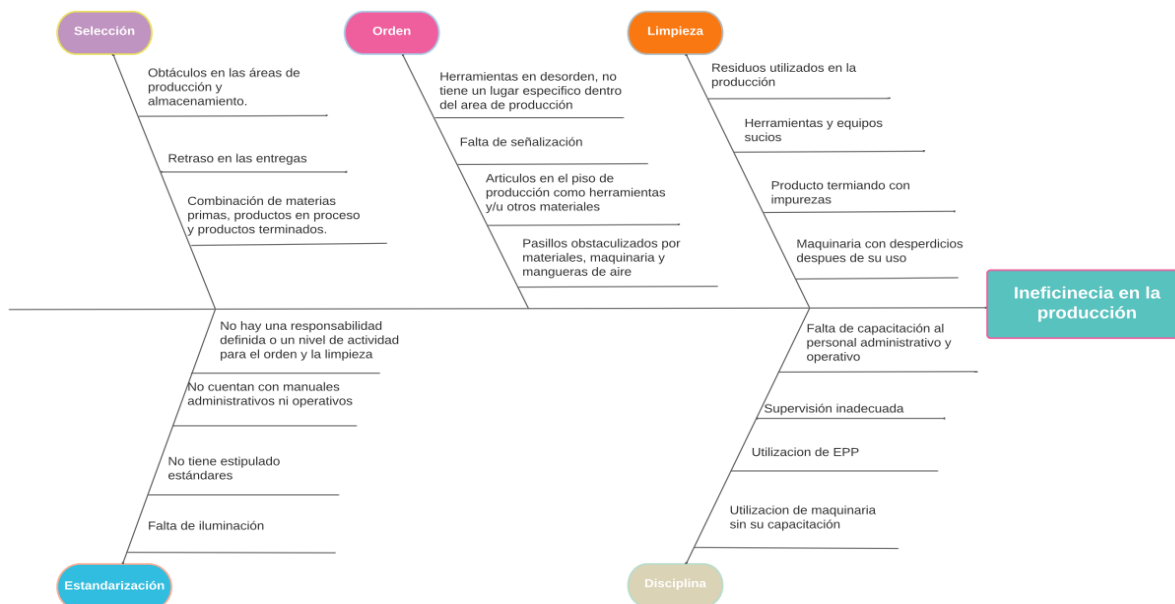 Selección
Orden
Limpieza
Obtáculos en las áreas de
producción y
almacenamiento.
Retraso en las entregas
Combinación de materias
primas, productos en proceso
y productos terminados.
Herramientas en desorden, no
tiene un lugar especifico dentro
del area de producción
Falta de señalización
Articulos en el piso de
producción como herramientas
y/u otros materiales
Pasillos obstaculizados por
materiales, maquinaria y
mangueras de aire
Residuos utilizados en la
producción
Herramientas y equipos
sucios
Producto termiando con
impurezas
Maquinaria con desperdicios
despues de su uso
Ineficinecia en la
producción
No hay una responsabilidad
definida o un nivel de actividad
para el orden y la limpieza
No cuentan con manuales
administrativos ni operativos
No tiene estipulado
estándares
Falta de iluminación
Falta de capacitación al
personal administrativo y
operativo
Supervisión inadecuada
Utilizacion de EPP
Utilizacion de maquinaria
sin su capacitación
Estandarización
Disciplina